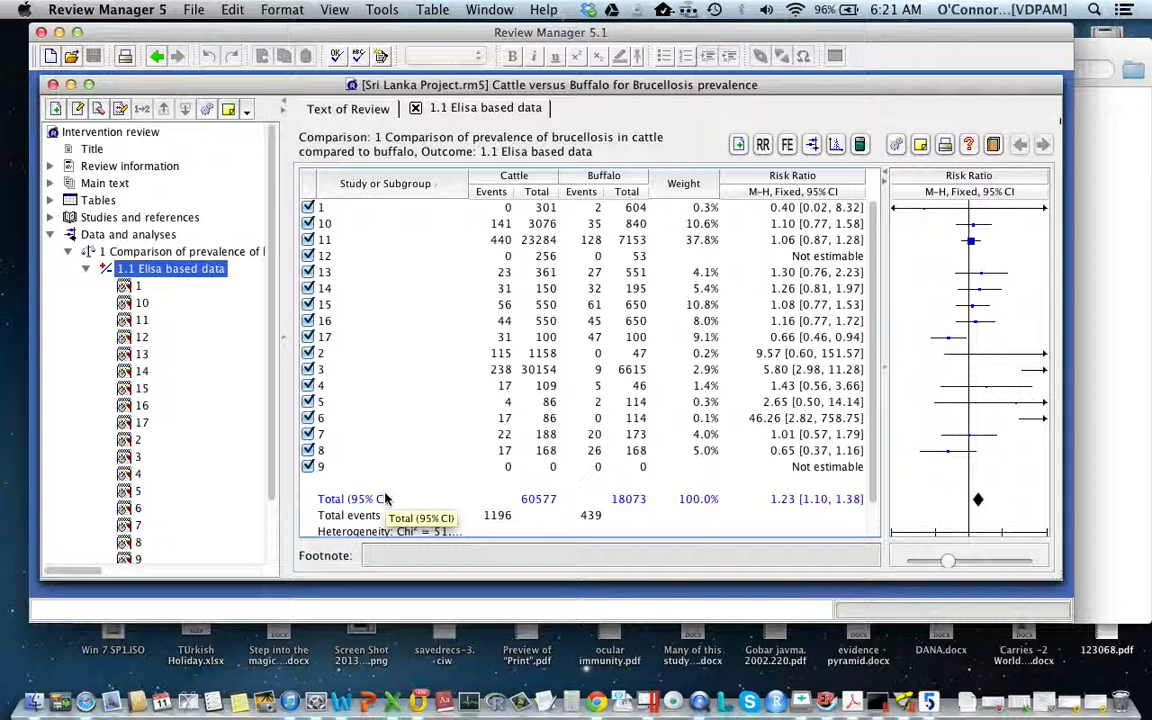 Review Manager 5 File Edit Format View Tools Table Window Help 96% 6:21 AM O'Connor...[VDPAM]
Review Manager 5.1
B I U
[Sri Lanka Project.rm5] Cattle versus Buffalo for Brucellosis prevalence
Text of Review 1.1 Elisa based data
Intervention review
Title
Review information
Main text
Tables
Studies and references
Data and analyses
1 Comparison of prevalence of
1.1 Elisa based data
1
10
11
12
13
14
15
16
17
2
3
4
5
6
7
8
9
Comparison: 1 Comparison of prevalence of brucellosis in cattle
compared to buffalo, Outcome: 1.1 Elisa based data
RR FE
Study or Subgroup Cattle Buffalo Weight Risk Ratio Risk Ratio
Events Total Events Total M-H, Fixed, 95% CI M-H, Fixed, 95% CI
1 0 301 2 604 0.3% 0.40 [0.02, 8.32]
10 141 3076 35 840 10.6% 1.10 [0.77, 1.58]
11 440 23284 128 7153 37.8% 1.06 [0.87, 1.28]
12 0 256 0 53 Not estimable
13 23 361 27 551 4.1% 1.30 [0.76, 2.23]
14 31 150 32 195 5.4% 1.26 [0.81, 1.97]
15 56 550 61 650 10.8% 1.08 [0.77, 1.53]
16 44 550 45 650 8.0% 1.16 [0.77, 1.72]
17 31 100 47 100 9.1% 0.66 [0.46, 0.94]
2 115 1158 0 47 0.2% 9.57 [0.60, 151.57]
3 238 30154 9 6615 2.9% 5.80 [2.98, 11.28]
4 17 109 5 46 1.4% 1.43 [0.56, 3.66]
5 4 86 2 114 0.3% 2.65 [0.50, 14.14]
6 17 86 0 114 0.1% 46.26 [2.82, 758.75]
7 22 188 20 173 4.0% 1.01 [0.57, 1.79]
8 17 168 26 168 5.0% 0.65 [0.37, 1.16]
9 0 0 0 0 Not estimable
Total (95% C 60577 18073 100.0% 1.23 [1.10, 1.38]
Total (95% CI)
Total events 1196 439
Heterogeneity: Chi² = 51....
Footnote:
Win 7 SP1.ISO
TUrkish
Holiday.xlsx
Step into the
magic...docx
Screen Shot
2013...png
savedrecs-3.
ciw
Preview of
"Print".pdf
ocular
immunity.pdf
Many of this
study...docx
Gobar javma.
2002.220.pdf
evidence
pyramid.docx
DANA.docx
Carries -2
World...docx
123068.pdf